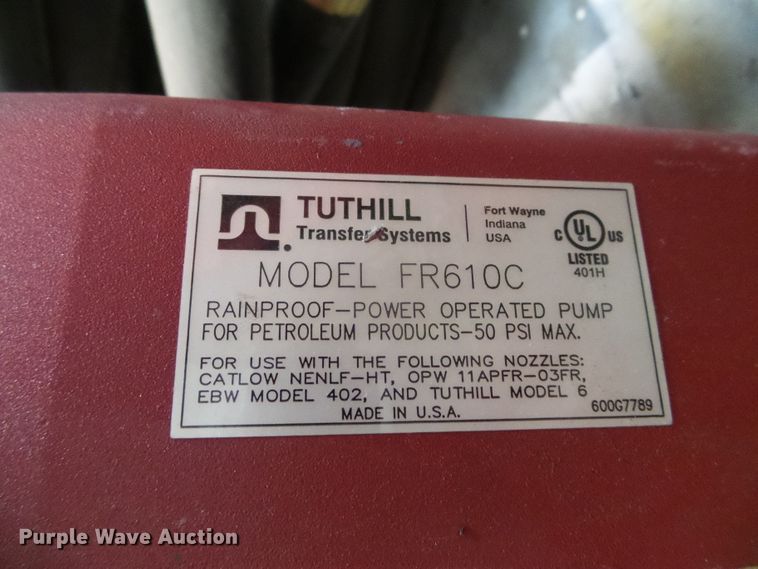 TUTHILL
Transfer Systems
Fort Wayne
Indiana
USA
C UL US
LISTED
401H
MODEL FR610C
RAINPROOF-POWER OPERATED PUMP
FOR PETROLEUM PRODUCTS-50 PSI MAX.
FOR USE WITH THE FOLLOWING NOZZLES:
CATLOW NENLF-HT, OPW 11APFR-03FR,
EBW MODEL 402, AND TUTHILL MODEL 6
MADE IN U.S.A.
600G7789
Purple Wave Auction